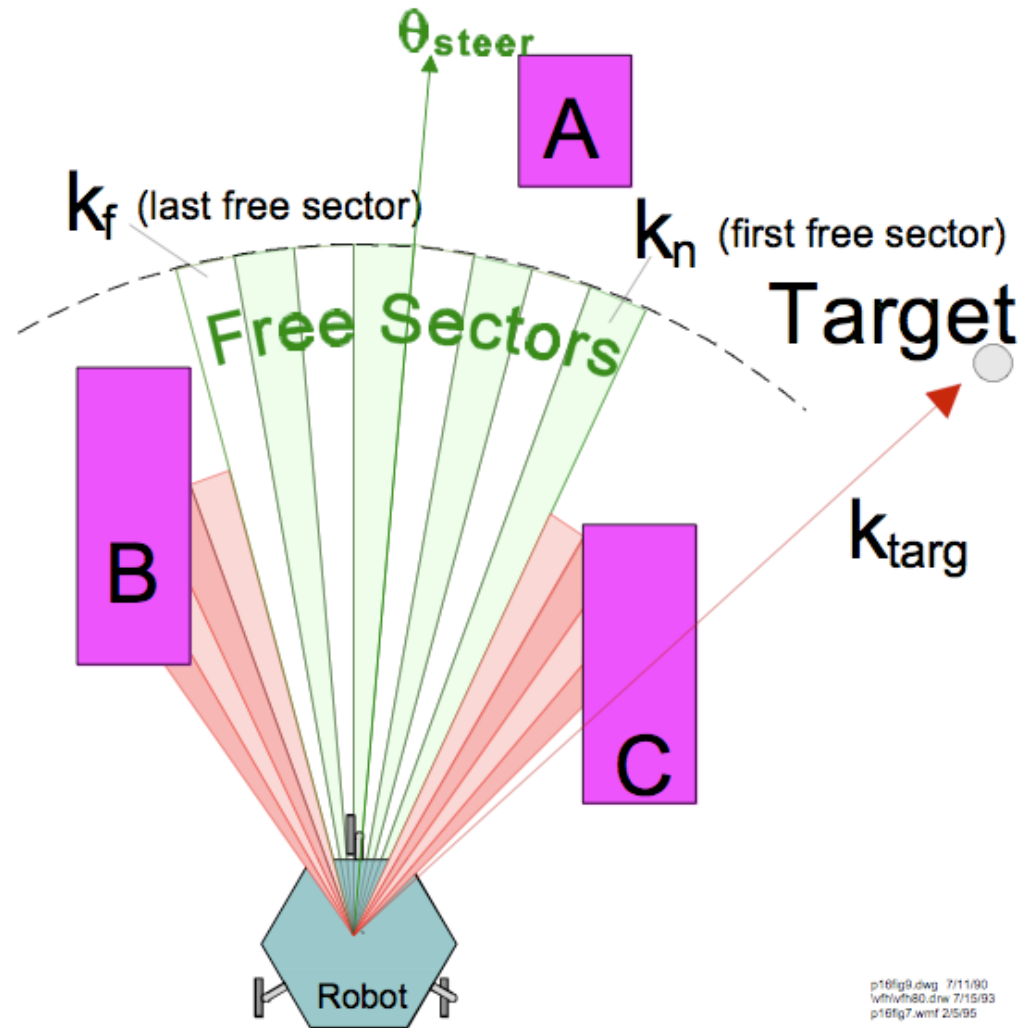 θsteer
A
kf (last free sector)
kn (first free sector)
Target
Free Sectors
B
ktarg
C
Robot
p16fig9.dwg 7/11/90
\vfh\vfh80.drw 7/15/93
p16fig7.wmf 2/5/95